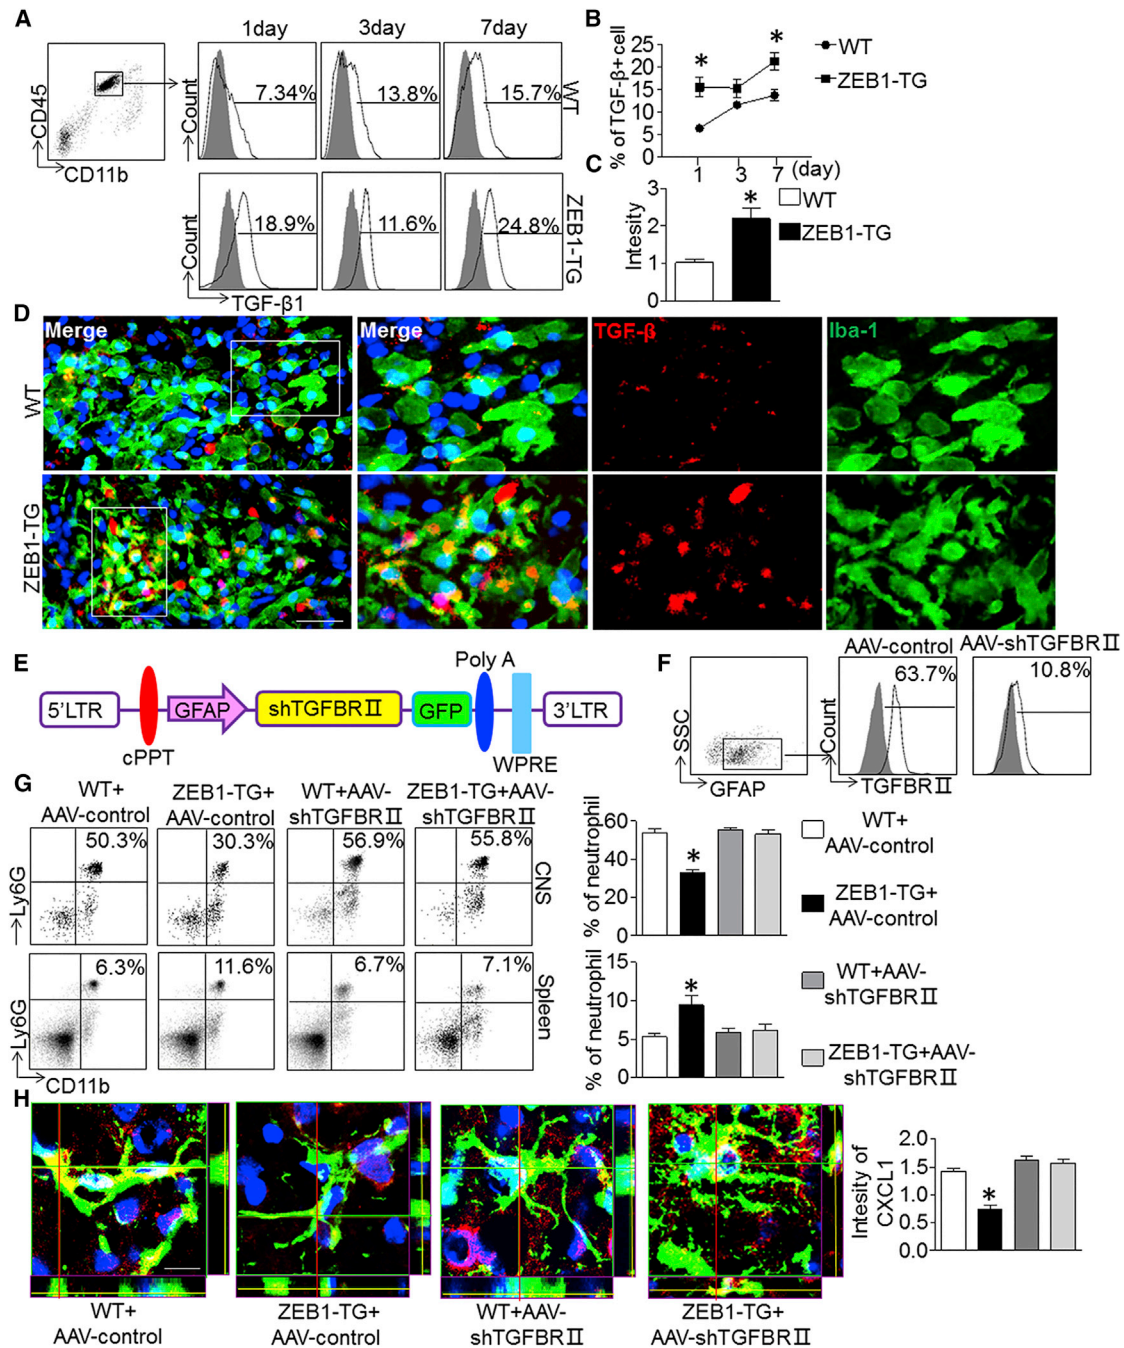 A
1day 3day 7day
CD45
CD11b
Count
7.34%
13.8%
15.7%
WT
Count
18.9%
11.6%
24.8%
ZEB1-TG
TGF-β1
B
% of TGF-β+ cell
25
20
15
10
5
0
* *
1 3 7 (day)
WT
ZEB1-TG
C
Intesity
3
2
1
0
*
WT
ZEB1-TG
D
Merge Merge TGF-β Iba-1
WT
ZEB1-TG
E
5'LTR
cPPT
GFAP
shTGFBRⅡ
GFP
Poly A
WPRE
3'LTR
F
SSC
GFAP
AAV-control AAV-shTGFBRⅡ
63.7%
10.8%
Count
TGFBRⅡ
G
WT+
AAV-control
ZEB1-TG+
AAV-control
WT+AAV-
shTGFBRⅡ
ZEB1-TG+AAV-
shTGFBRⅡ
Ly6G
50.3%
30.3%
56.9%
55.8%
CNS
Ly6G
6.3%
11.6%
6.7%
7.1%
Spleen
CD11b
% of neutrophil
60
40
20
0
*
% of neutrophil
15
10
5
0
*
WT+
AAV-control
ZEB1-TG+
AAV-control
WT+AAV-
shTGFBRⅡ
ZEB1-TG+AAV-
shTGFBRⅡ
H
WT+
AAV-control
ZEB1-TG+
AAV-control
WT+AAV-
shTGFBRⅡ
ZEB1-TG+
AAV-shTGFBRⅡ
Intesity of
CXCL1
2.0
1.5
1.0
0.5
0.0
*